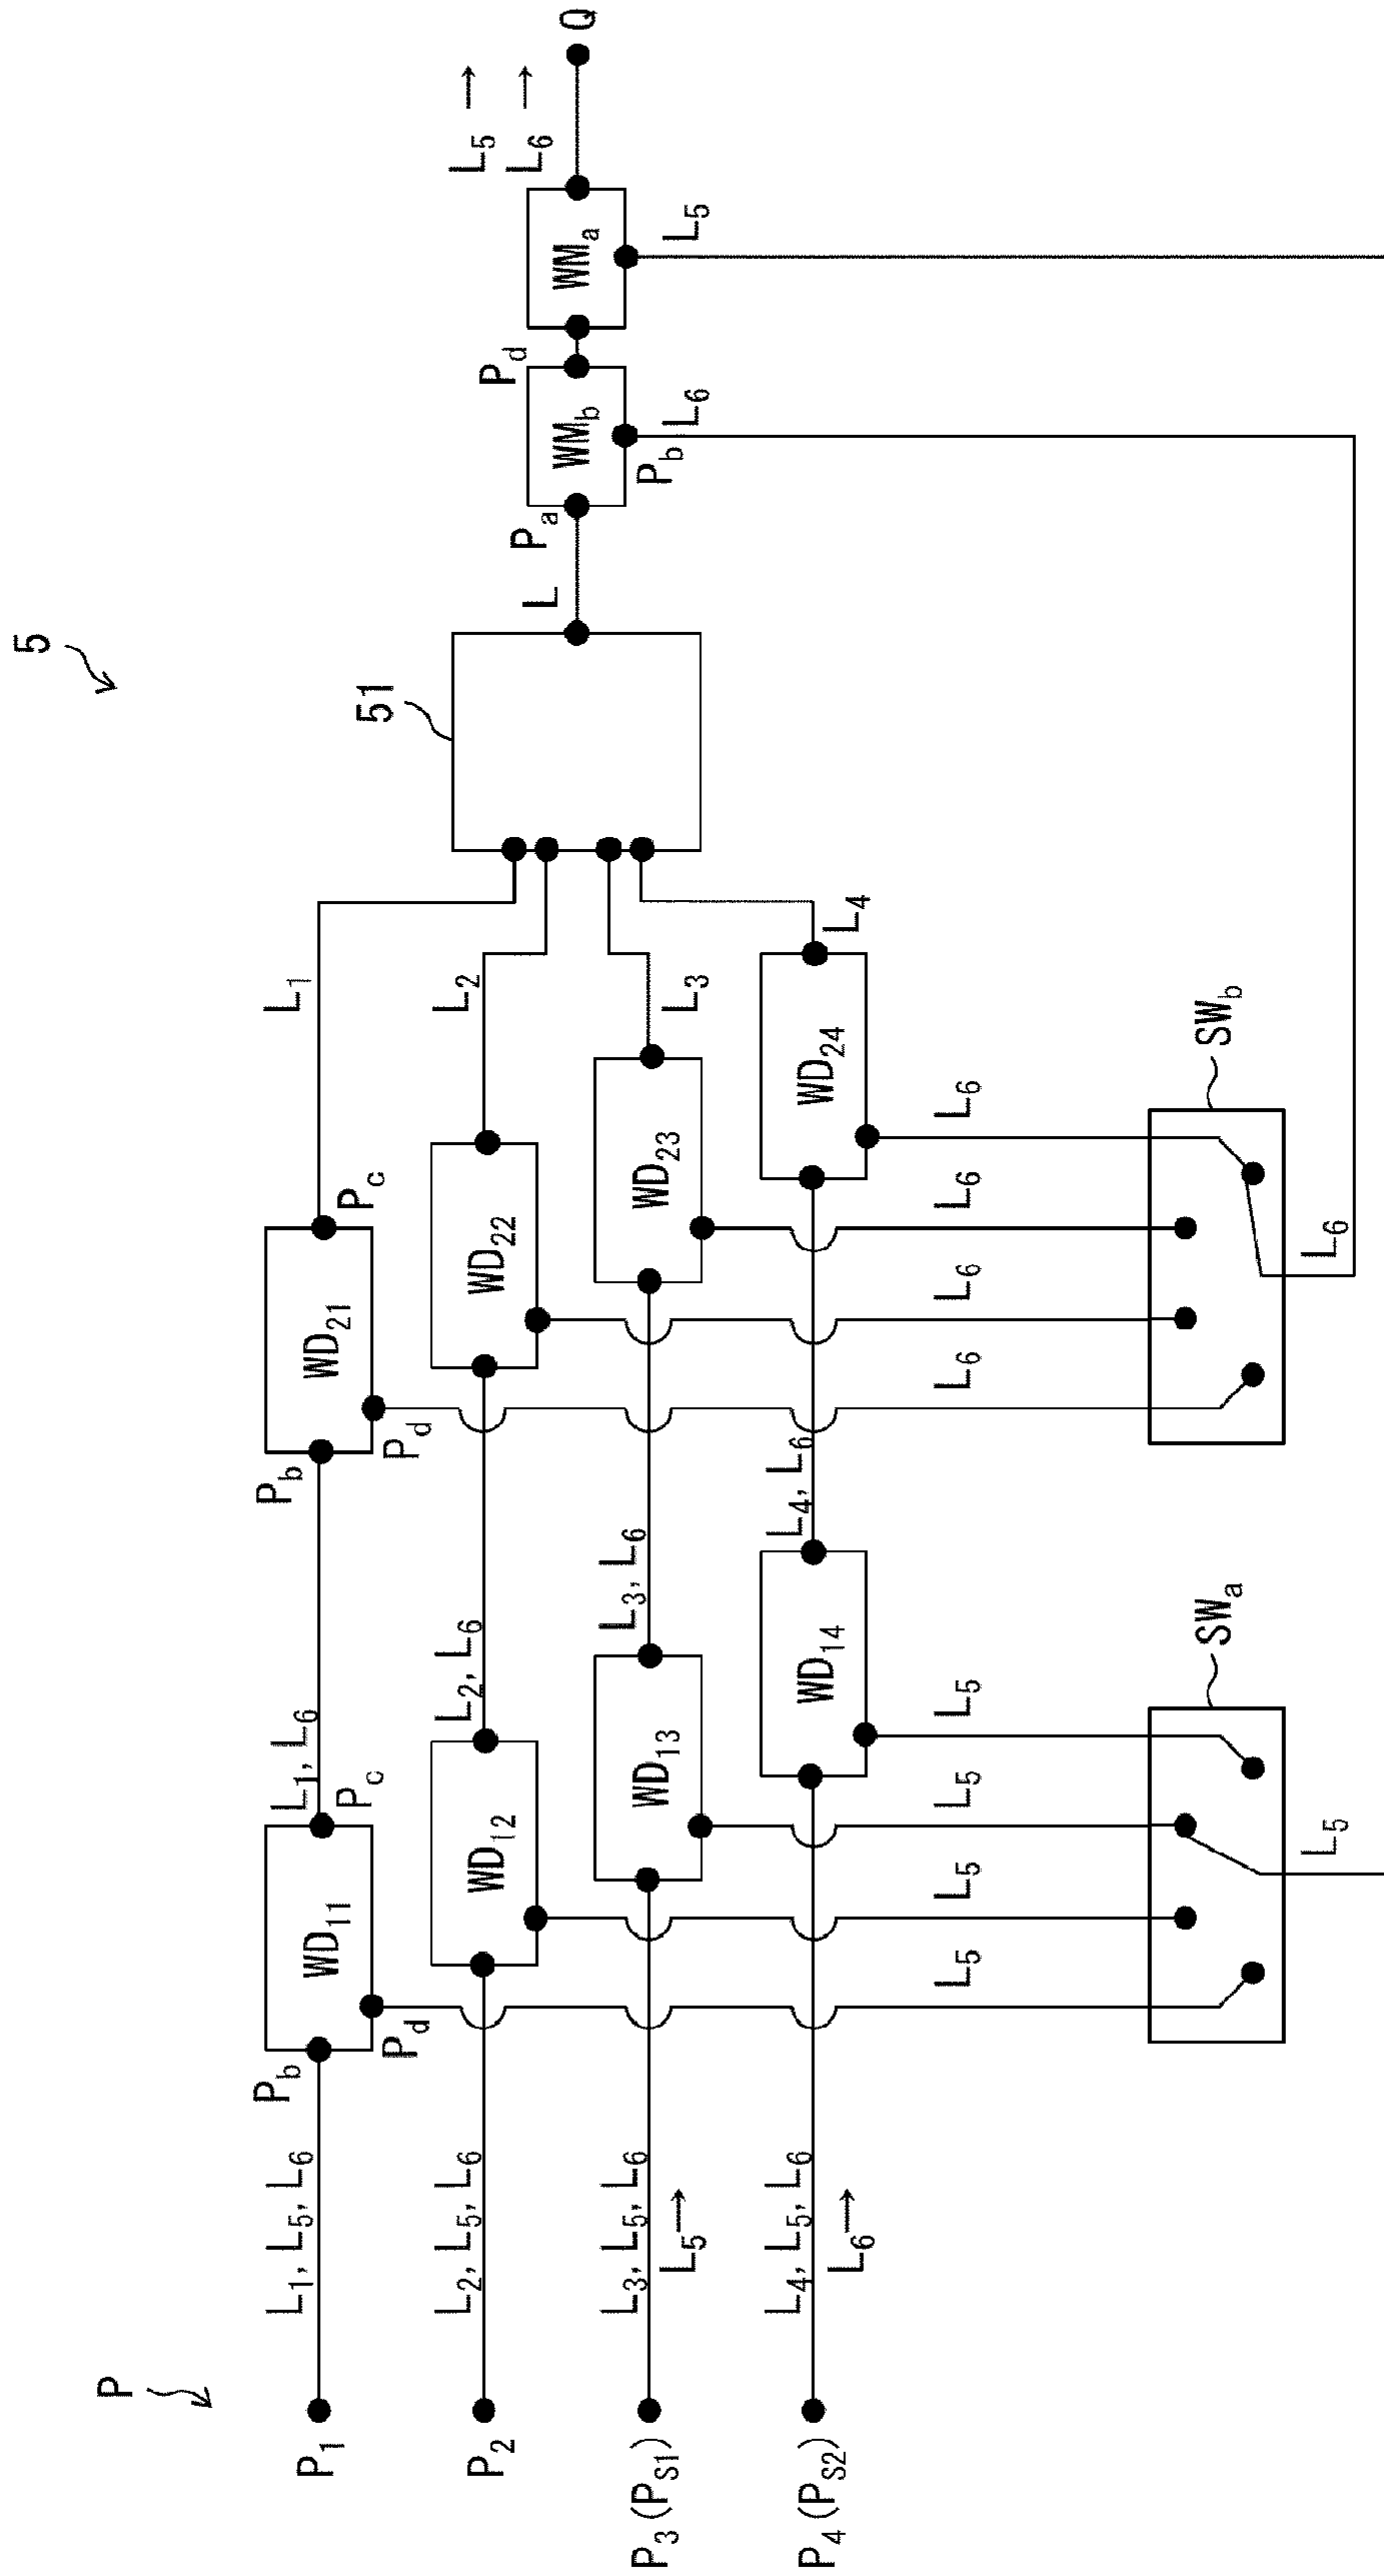 5
P
P1
L1, L5, L6
Pb
WD11
Pd
Pc
L1, L6
Pb
WD21
Pd
Pc
L1
P2
L2, L5, L6
WD12
L2, L6
WD22
L2
P3(PS1)
L3, L5, L6
L5→
WD13
L3, L6
WD23
L3
P4(PS2)
L4, L5, L6
L6→
WD14
L4, L6
WD24
L4
51
L
Pa
WMb
Pd
Pb
L6
WMa
L5
L5 →
L6 →
Q
L5
L5
L5
L5
SWa
L5
L6
L6
L6
L6
SWb
L6